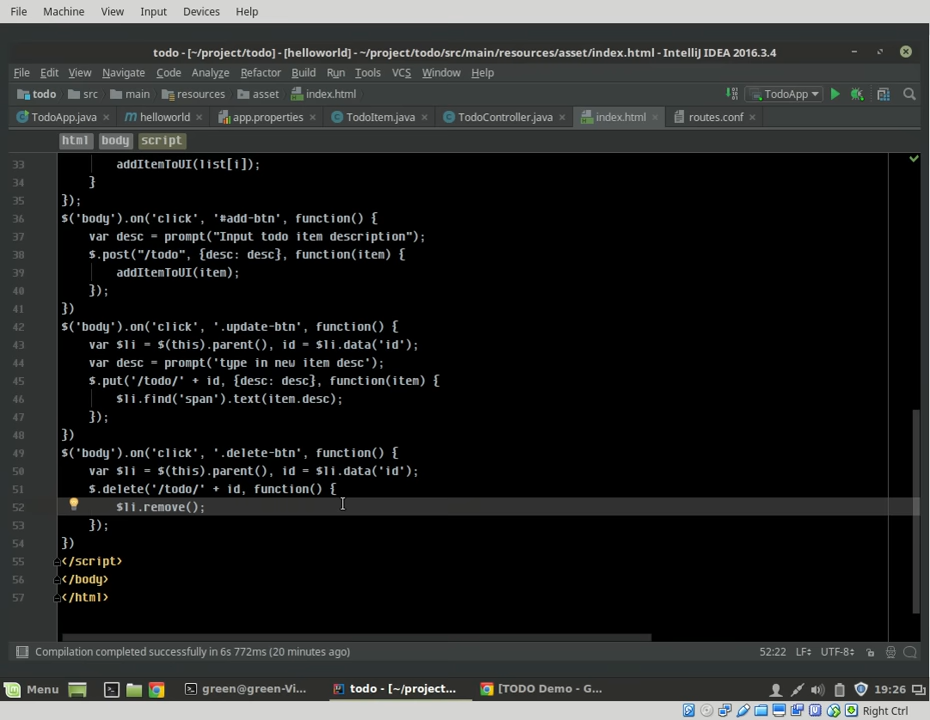 File Machine View Input Devices Help
todo - [~/project/todo] - [helloworld] - ~/project/todo/src/main/resources/asset/index.html - IntelliJ IDEA 2016.3.4
File Edit View Navigate Code Analyze Refactor Build Run Tools VCS Window Help
todo src main resources asset index.html TodoApp
TodoApp.java helloworld app.properties TodoItem.java TodoController.java index.html routes.conf
html body script
33 addItemToUI(list[i]);
34 }
35 });
36 $('body').on('click', '#add-btn', function() {
37 var desc = prompt("Input todo item description");
38 $.post("/todo", {desc: desc}, function(item) {
39 addItemToUI(item);
40 });
41 })
42 $('body').on('click', '.update-btn', function() {
43 var $li = $(this).parent(), id = $li.data('id');
44 var desc = prompt('type in new item desc');
45 $.put('/todo/' + id, {desc: desc}, function(item) {
46 $li.find('span').text(item.desc);
47 });
48 })
49 $('body').on('click', '.delete-btn', function() {
50 var $li = $(this).parent(), id = $li.data('id');
51 $.delete('/todo/' + id, function() {
52 $li.remove();
53 });
54 })
55 </script>
56 </body>
57 </html>
Compilation completed successfully in 6s 772ms (20 minutes ago) 52:22 LF UTF-8
Menu green@green-Vi... todo - [~/project... [TODO Demo - G... 19:26
Right Ctrl